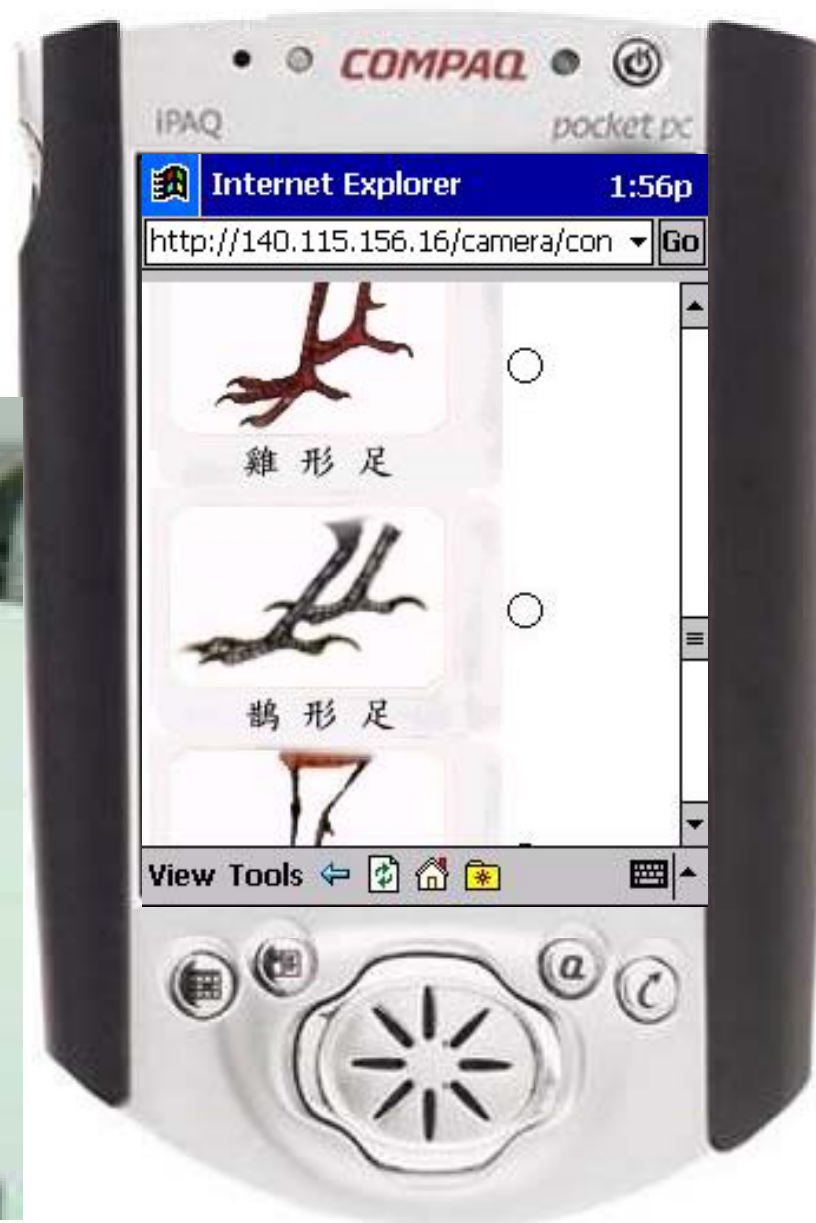 COMPAQ
iPAQ pocket pc
Internet Explorer 1:56p
http://140.115.156.16/camera/con Go
雞形足
鹊形足
View Tools
a